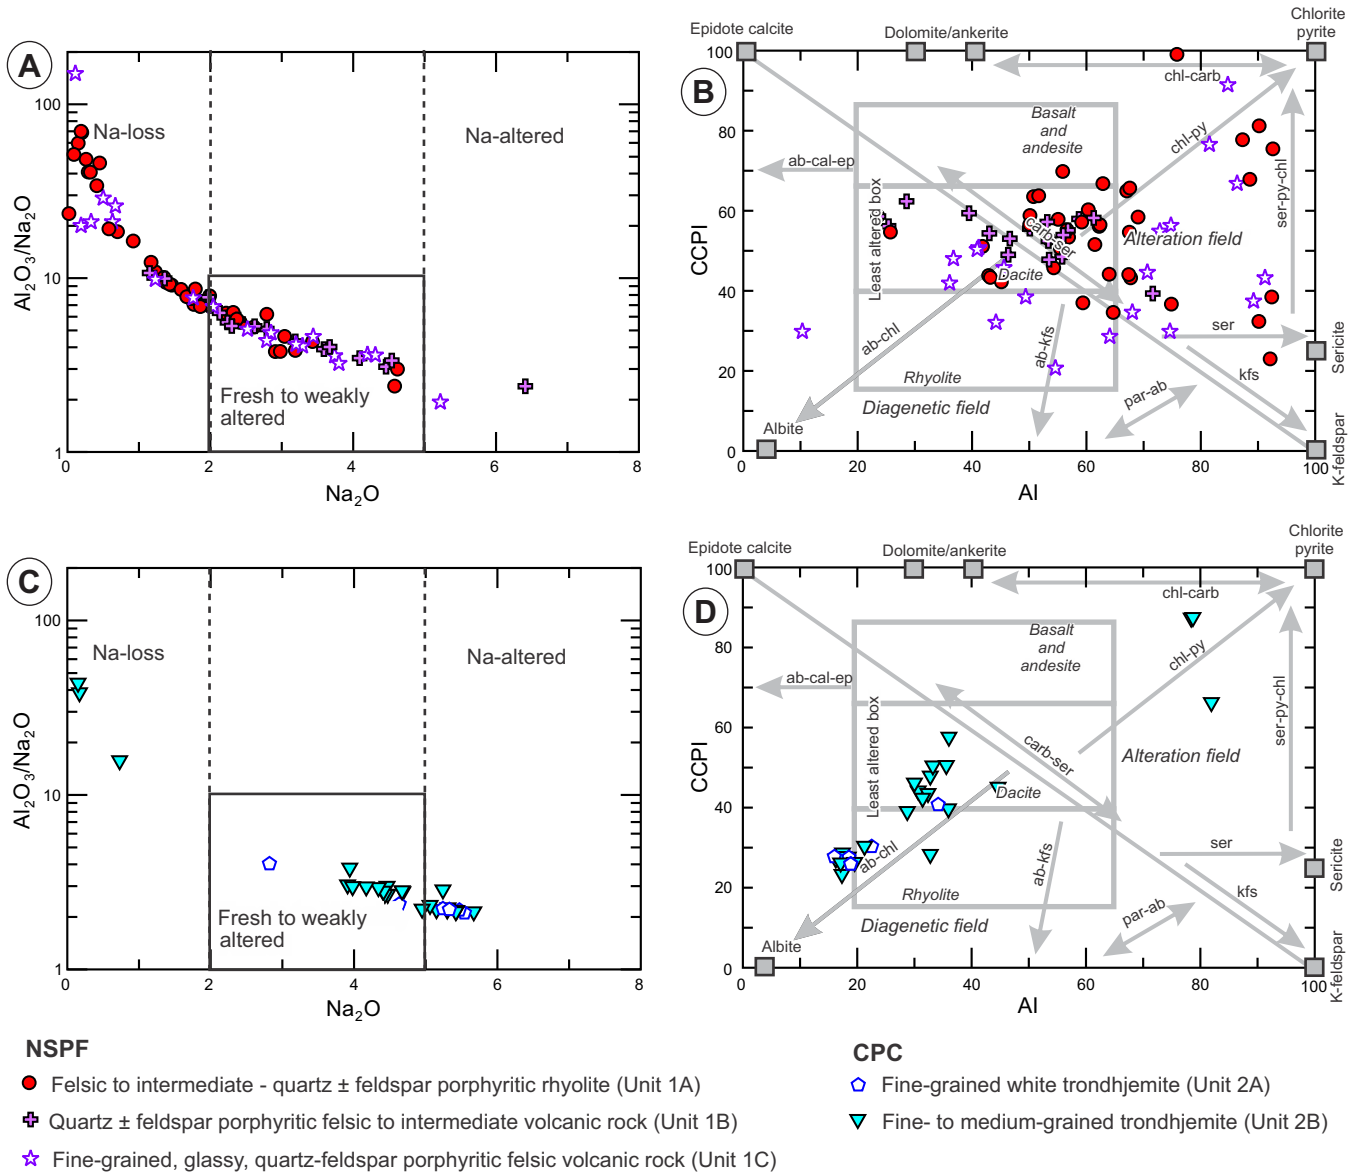 A
Na-loss
Na-altered
Fresh to weakly
altered
Al₂O₃/Na₂O
100
10
1
0
2
4
6
8
Na₂O
B
Epidote calcite
Dolomite/ankerite
Chlorite
pyrite
chl-carb
Basalt
and
andesite
chl-py
ab-cal-ep
ser-py-chl
Least altered box
carb-ser
Alteration field
Dacite
ab-chl
ab-kfs
ser
Sericite
kfs
Rhyolite
par-ab
Diagenetic field
Albite
K-feldspar
CCPI
100
80
60
40
20
0
0
20
40
60
80
100
AI
C
Na-loss
Na-altered
Fresh to weakly
altered
Al₂O₃/Na₂O
100
10
1
0
2
4
6
8
Na₂O
D
Epidote calcite
Dolomite/ankerite
Chlorite
pyrite
chl-carb
Basalt
and
andesite
chl-py
ab-cal-ep
ser-py-chl
Least altered box
carb-ser
Alteration field
Dacite
ab-chl
ab-kfs
ser
Sericite
kfs
Rhyolite
par-ab
Diagenetic field
Albite
K-feldspar
CCPI
100
80
60
40
20
0
20
40
60
80
100
AI
NSPF
Felsic to intermediate - quartz ± feldspar porphyritic rhyolite (Unit 1A)
Quartz ± feldspar porphyritic felsic to intermediate volcanic rock (Unit 1B)
Fine-grained, glassy, quartz-feldspar porphyritic felsic volcanic rock (Unit 1C)
CPC
Fine-grained white trondhjemite (Unit 2A)
Fine- to medium-grained trondhjemite (Unit 2B)